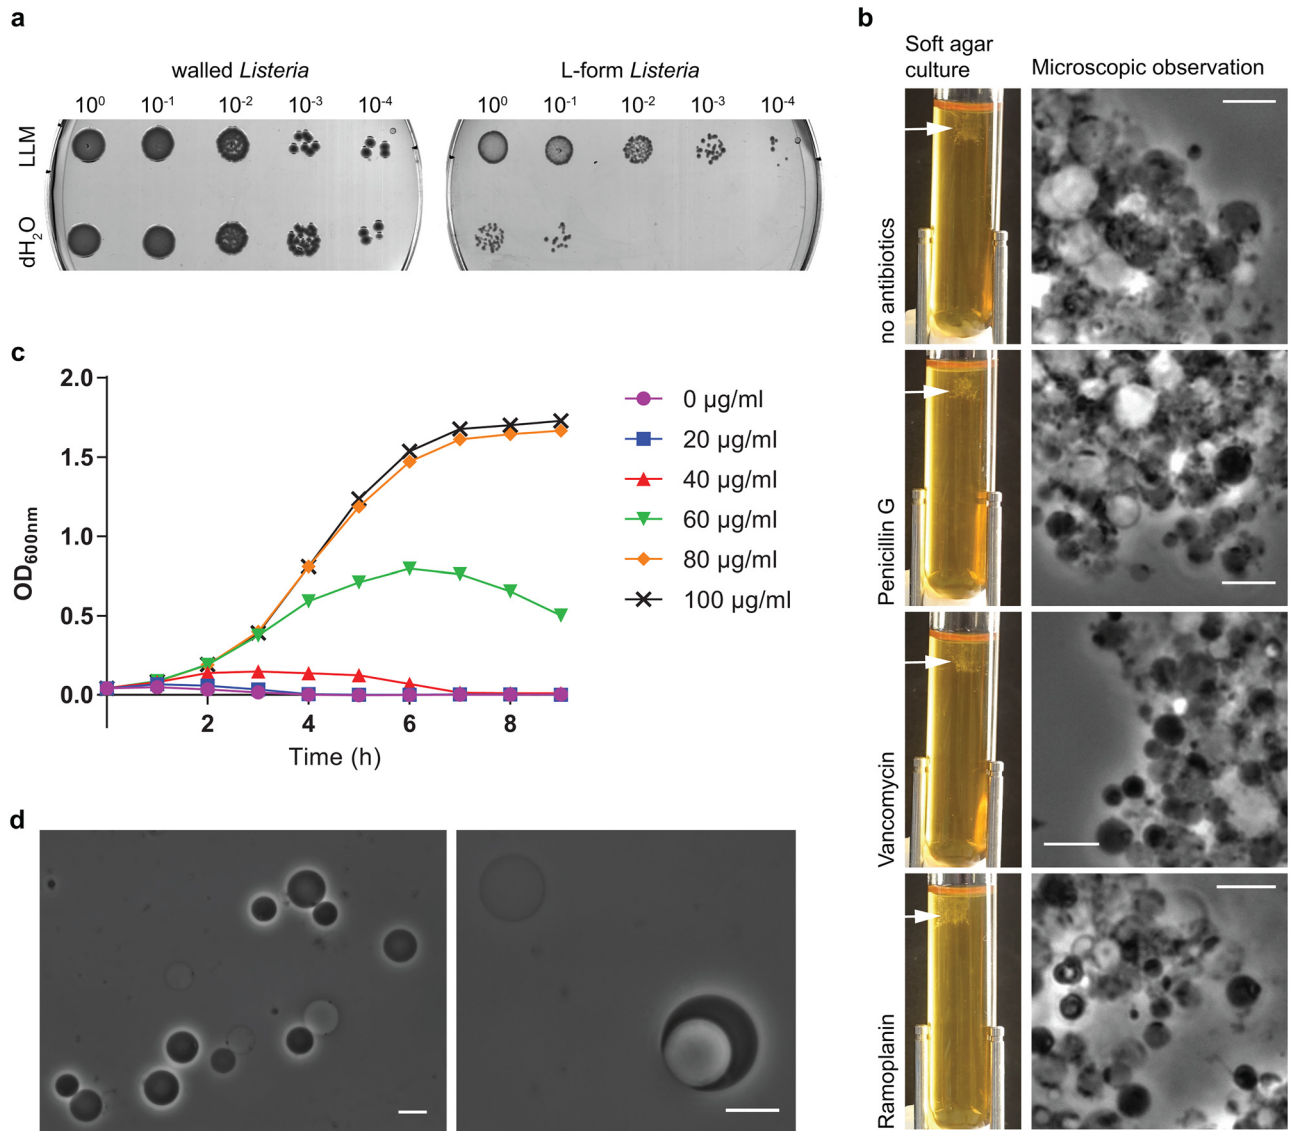 a
walled Listeria
L-form Listeria
10⁰ 10⁻¹ 10⁻² 10⁻³ 10⁻⁴
10⁰ 10⁻¹ 10⁻² 10⁻³ 10⁻⁴
LLM
dH₂O
b
Soft agar
culture
Microscopic observation
no antibiotics
Penicillin G
Vancomycin
Ramoplanin
c
2.0
1.5
1.0
0.5
0.0
OD₆₀₀ₙₘ
2 4 6 8
Time (h)
0 µg/ml
20 µg/ml
40 µg/ml
60 µg/ml
80 µg/ml
100 µg/ml
d